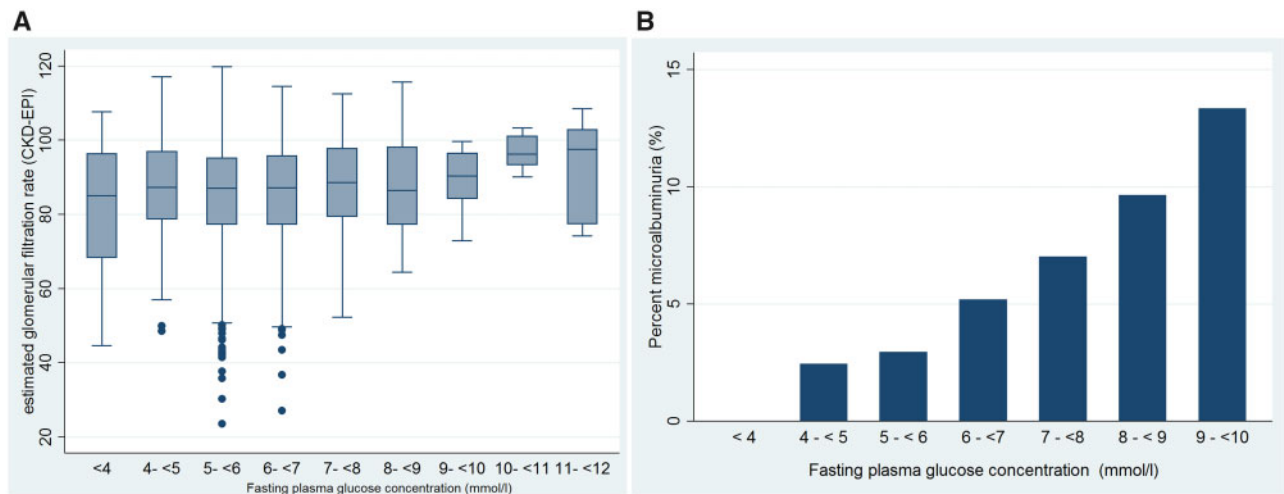 A
estimated glomerular filtration rate (CKD-EPI)
120
100
80
60
40
20
<4 4- <5 5- <6 6- <7 7- <8 8- <9 9- <10 10- <11 11- <12
Fasting plasma glucose concentration (mmol/l)
B
Percent microalbuminuria (%)
15
10
5
0
< 4 4 - < 5 5 - < 6 6 - <7 7 - <8 8 - < 9 9 - <10
Fasting plasma glucose concentration (mmol/l)